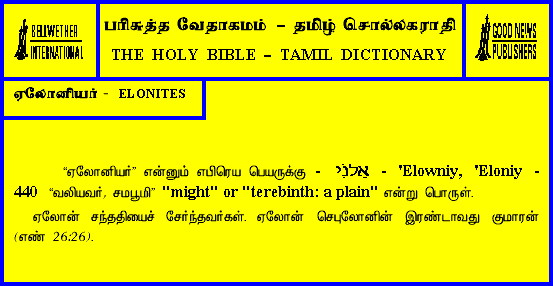 BELLWETHER
INTERNATIONAL
பரிசுத்த வேதாகமம் – தமிழ் சொல்லகராதி
THE HOLY BIBLE – TAMIL DICTIONARY
GOOD NEWS
PUBLISHERS
ஏலோனியர் - ELONITES
“ஏலோனியர்” என்னும் எபிரெய பெயருக்கு - אֵלֹנִי - 'Elowniy, 'Eloniy -
440 “வலியவர், சமபூமி” "might" or "terebinth: a plain" என்று பொருள்.
ஏலோன் சந்ததியைச் சேர்ந்தவர்கள். ஏலோன் செபுலோனின் இரண்டாவது குமாரன்
(எண் 26:26).